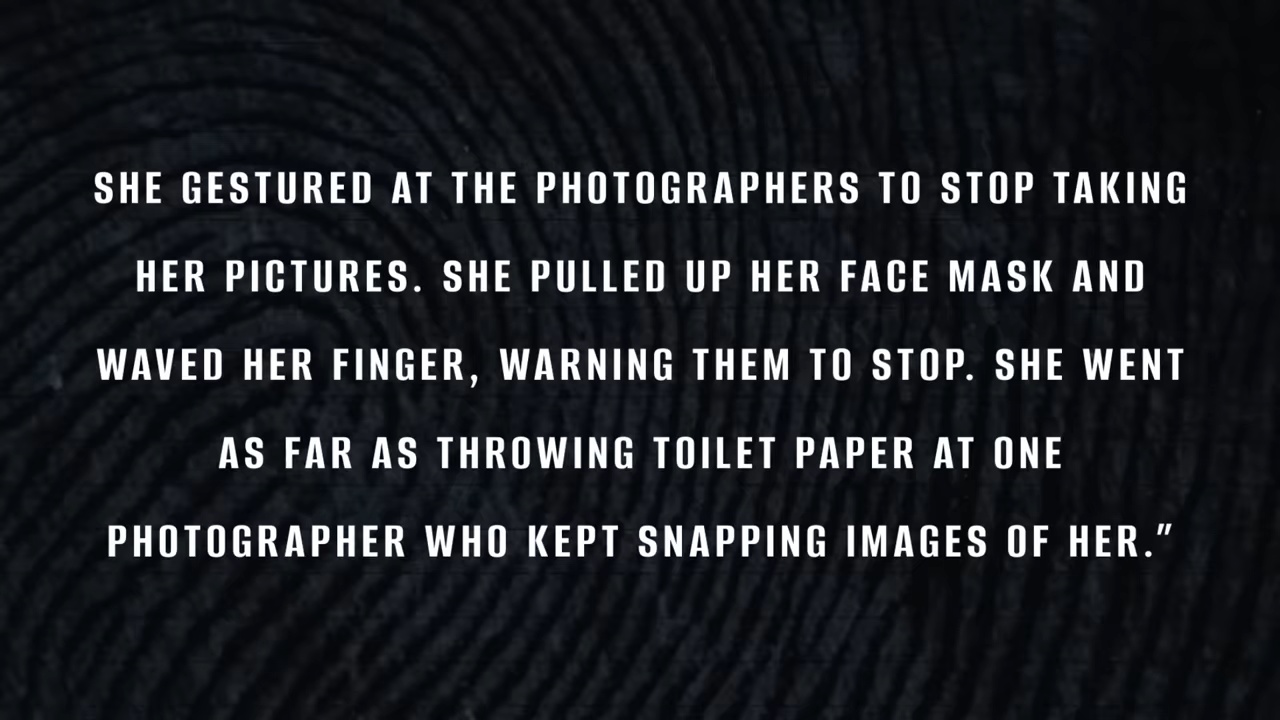 SHE GESTURED AT THE PHOTOGRAPHERS TO STOP TAKING
HER PICTURES. SHE PULLED UP HER FACE MASK AND
WAVED HER FINGER, WARNING THEM TO STOP. SHE WENT
AS FAR AS THROWING TOILET PAPER AT ONE
PHOTOGRAPHER WHO KEPT SNAPPING IMAGES OF HER.”